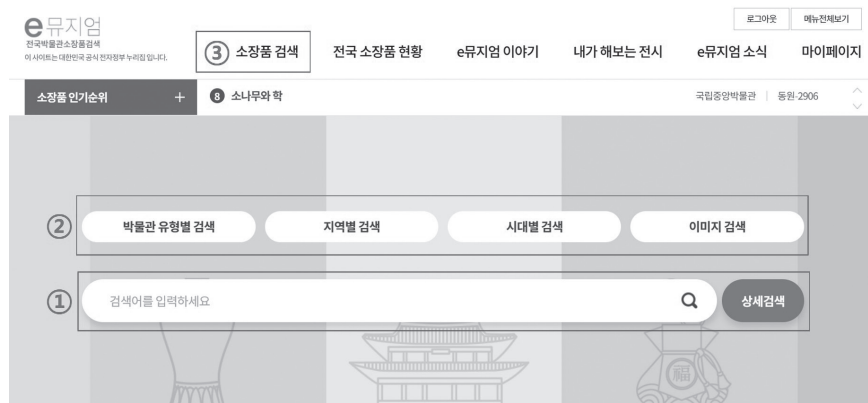 로그아웃 메뉴전체보기
e뮤지엄
전국박물관소장품검색
이 사이트는 대한민국 공식 전자정부 누리집 입니다.
③ 소장품 검색 전국 소장품 현황 e뮤지엄 이야기 내가 해보는 전시 e뮤지엄 소식 마이페이지
소장품 인기순위 + 8 소나무와 학 국립중앙박물관 | 동원-2906
② 박물관 유형별 검색 지역별 검색 시대별 검색 이미지 검색
① 검색어를 입력하세요 상세검색
福